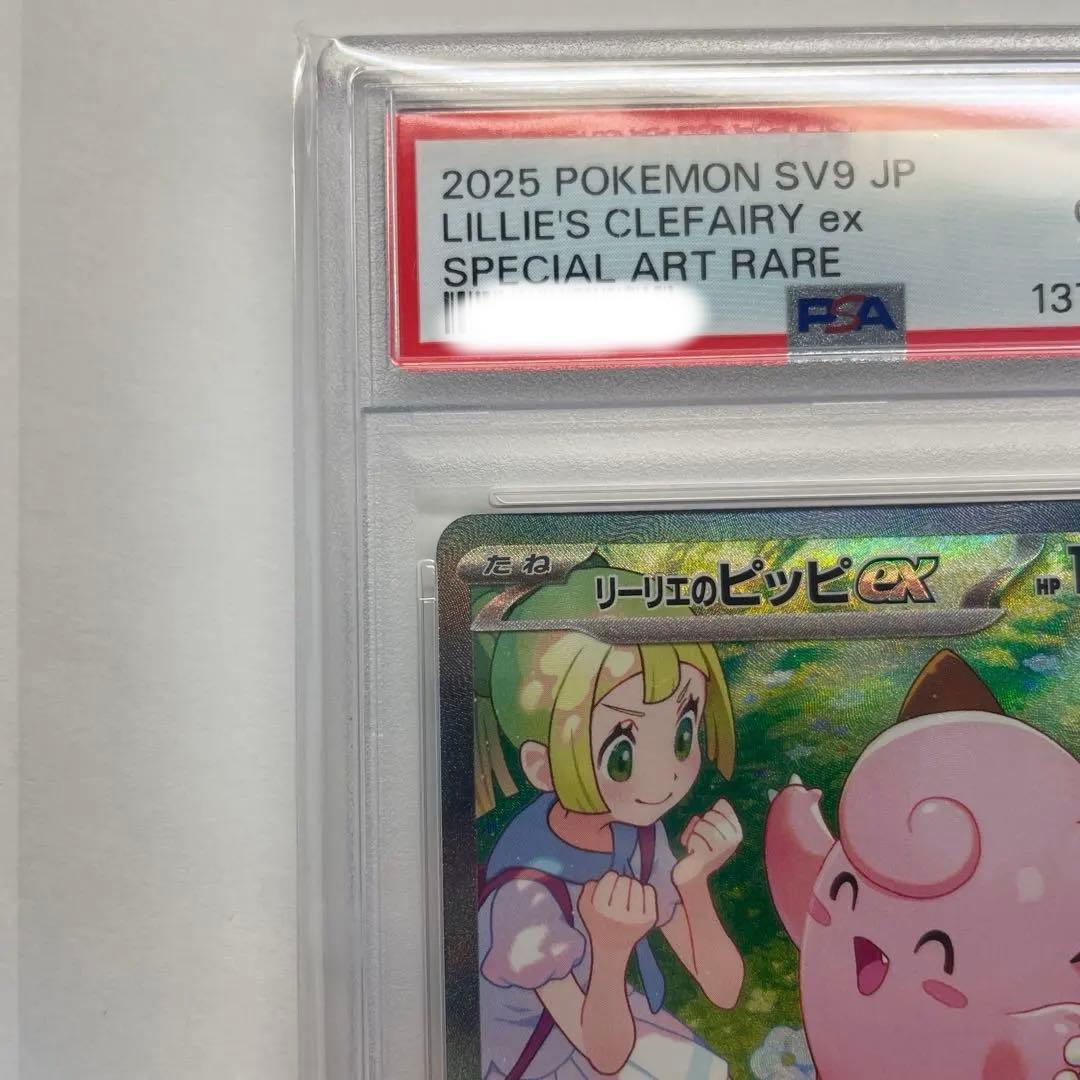 2025 POKEMON SV9 JP
LILLIE'S CLEFAIRY ex
SPECIAL ART RARE
PSA
たね
リーリエのピッピex
HP